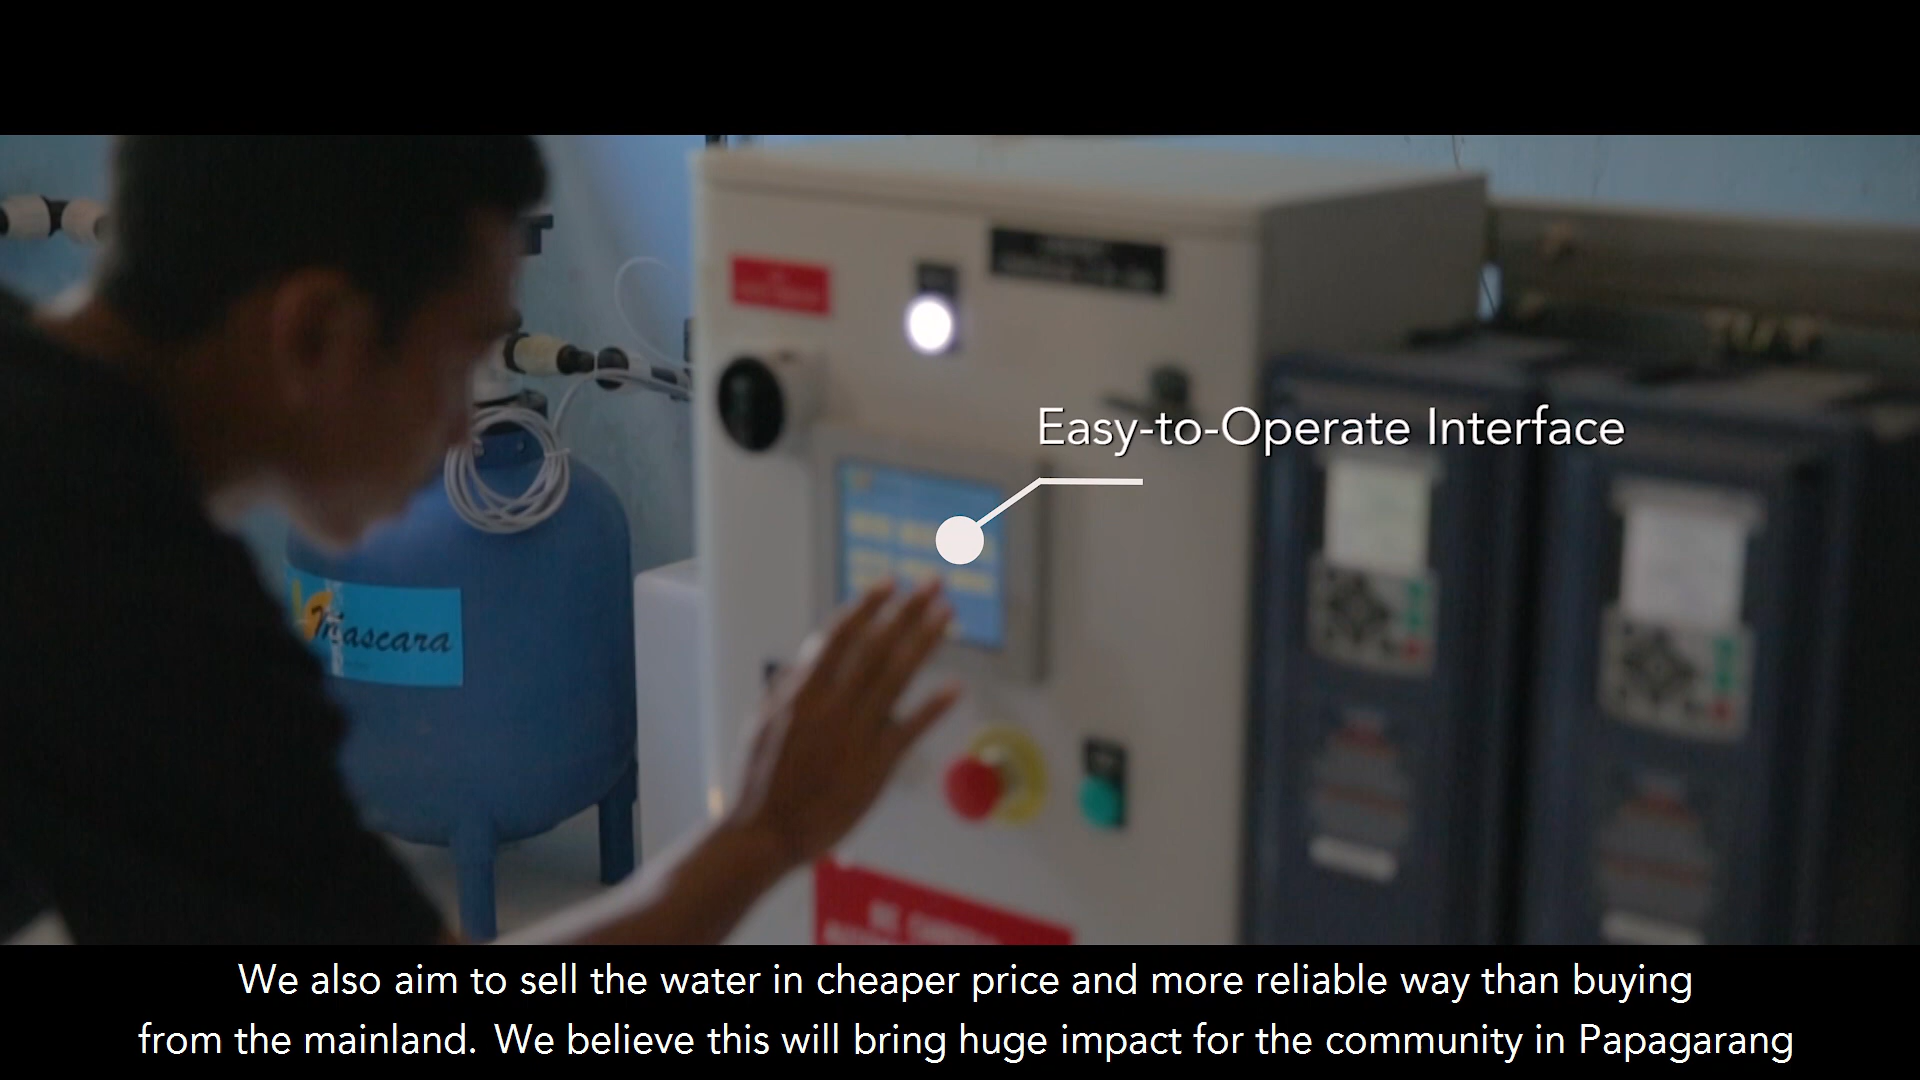 Easy-to-Operate Interface
mascara
We also aim to sell the water in cheaper price and more reliable way than buying
from the mainland. We believe this will bring huge impact for the community in Papagarang